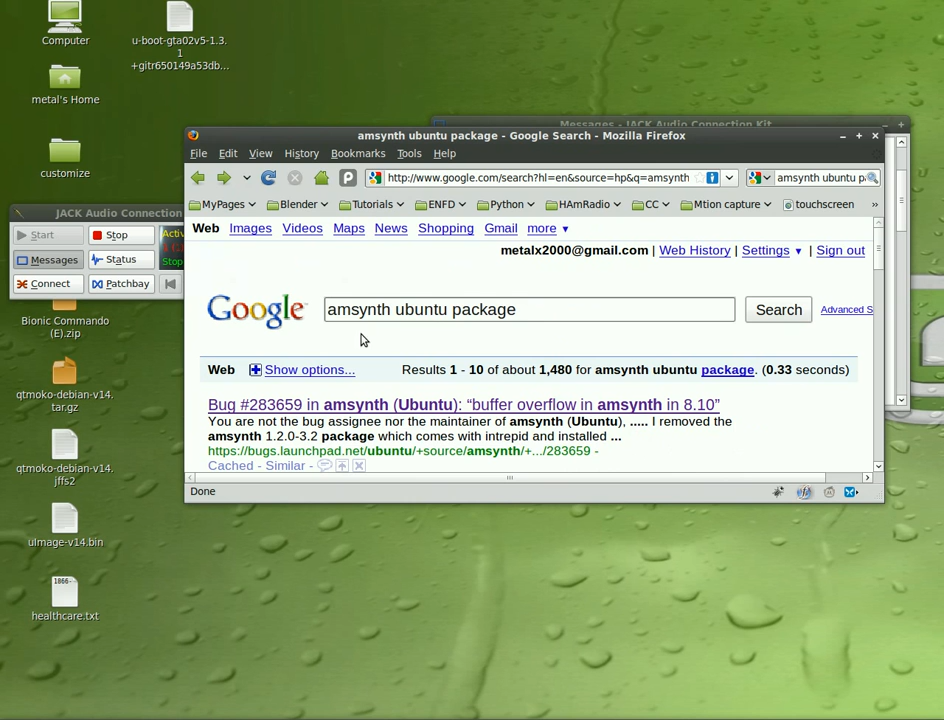 Computer
u-boot-gta02v5-1.3.
1
+gitr650149a53db...
metal's Home
customize
Messages - JACK Audio Connection Kit
amsynth ubuntu package - Google Search - Mozilla Firefox
File Edit View History Bookmarks Tools Help
http://www.google.com/search?hl=en&source=hp&q=amsynth
amsynth ubuntu p
MyPages Blender Tutorials ENFD Python HAmRadio CC Mtion capture touchscreen »
Web Images Videos Maps News Shopping Gmail more ▼
metalx2000@gmail.com | Web History | Settings ▼ | Sign out
JACK Audio Connection
Start Stop
Messages Status
Connect Patchbay
Google amsynth ubuntu package Search Advanced S
Web Show options... Results 1 - 10 of about 1,480 for amsynth ubuntu package. (0.33 seconds)
Bug #283659 in amsynth (Ubuntu): “buffer overflow in amsynth in 8.10”
You are not the bug assignee nor the maintainer of amsynth (Ubuntu), ..... I removed the
amsynth 1.2.0-3.2 package which comes with intrepid and installed ...
https://bugs.launchpad.net/ubuntu/+source/amsynth/+.../283659 -
Cached - Similar -
Done
Bionic Commando
(E).zip
qtmoko-debian-v14.
tar.gz
qtmoko-debian-v14.
jffs2
uImage-v14.bin
1866-
healthcare.txt